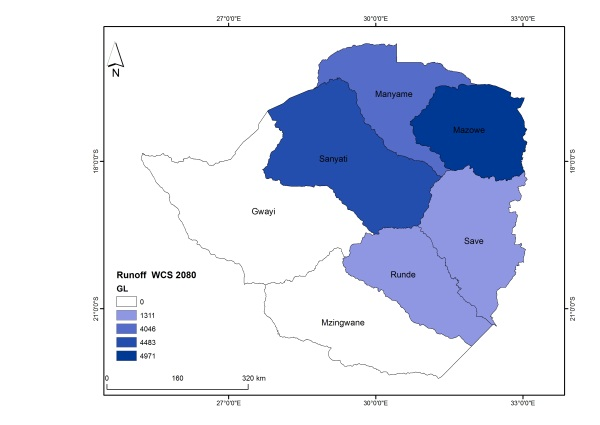 27°0'0"E 30°0'0"E 33°0'0"E
N
Manyame
Mazowe
Sanyati
18°0'0"S 18°0'0"S
Gwayi
Save
Runde
Runoff WCS 2080
GL
0
1311
4046
4483
4971
21°0'0"S 21°0'0"S
Mzingwane
0 160 320 km
27°0'0"E 30°0'0"E 33°0'0"E